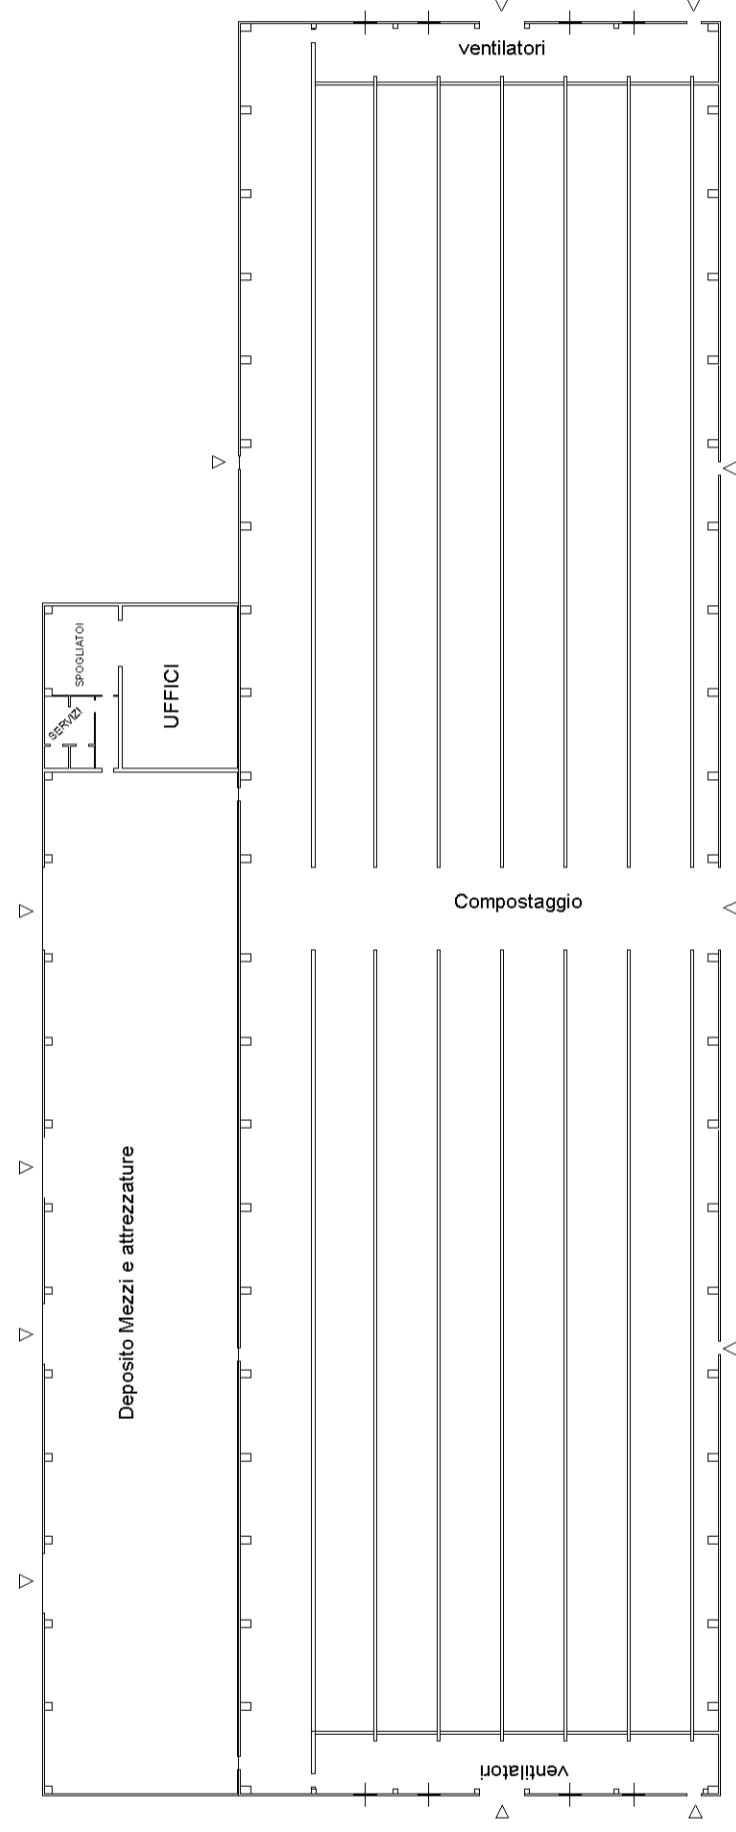 ventilatori
SPOGLIATOI
UFFICI
SERVIZI
Compostaggio
Deposito Mezzi e attrezzature
ventilatori